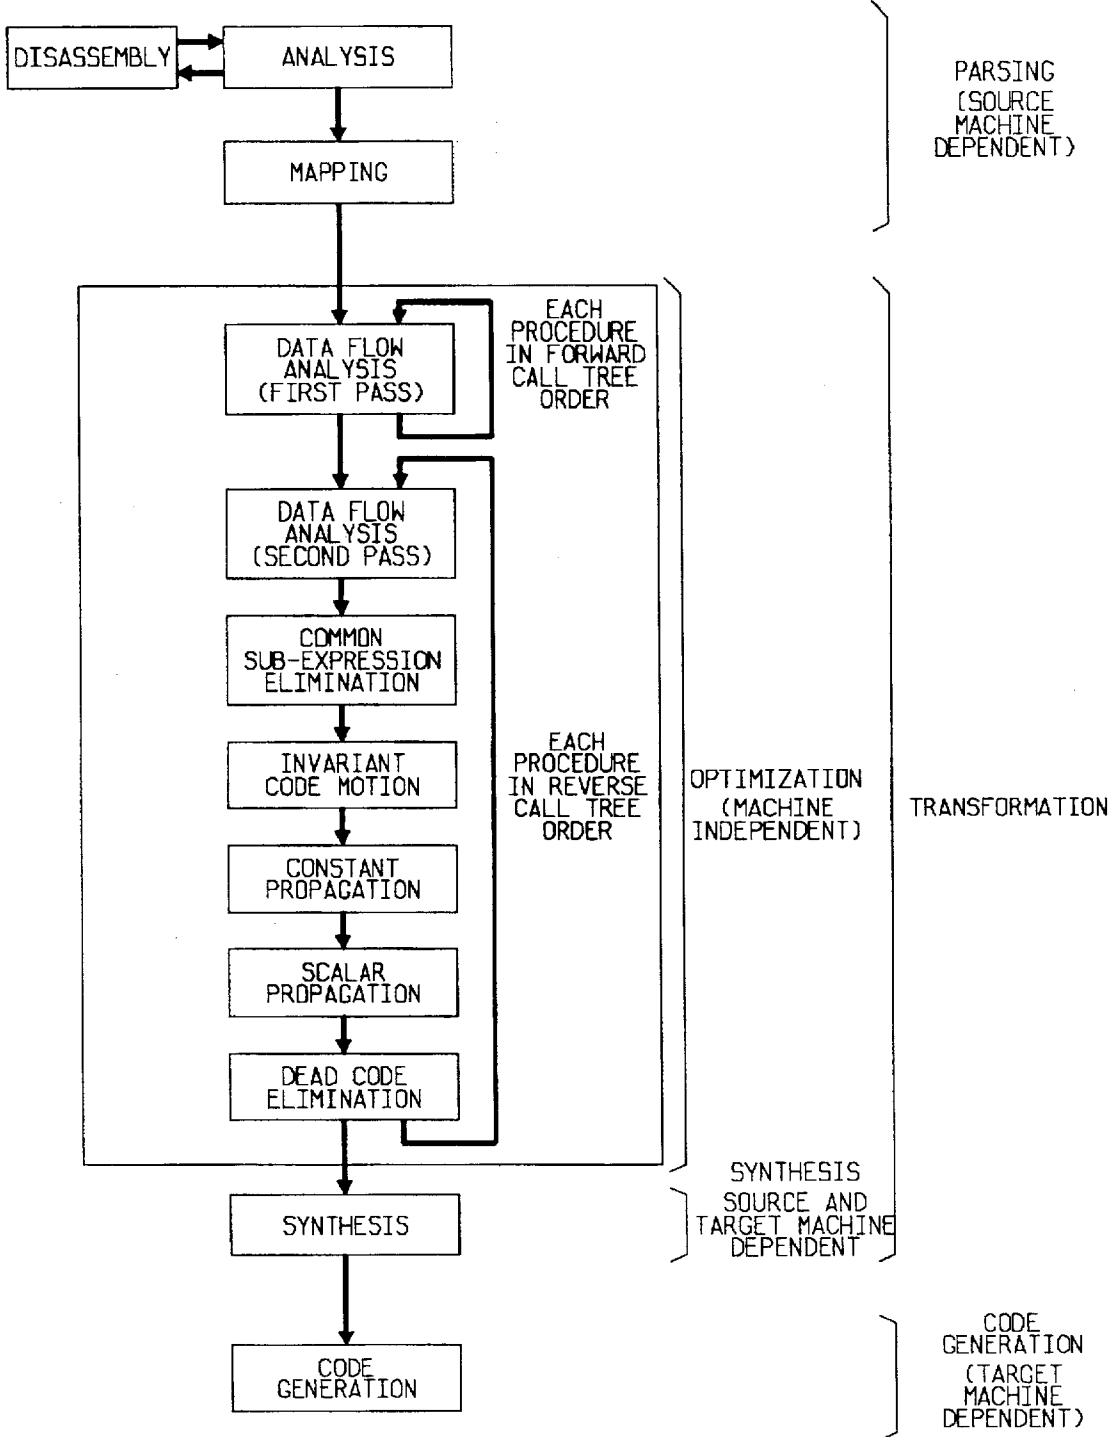 DISASSEMBLY
ANALYSIS
PARSING
(SOURCE
MACHINE
DEPENDENT)
MAPPING
DATA FLOW
ANALYSIS
(FIRST PASS)
EACH
PROCEDURE
IN FORWARD
CALL TREE
ORDER
DATA FLOW
ANALYSIS
(SECOND PASS)
COMMON
SUB-EXPRESSION
ELIMINATION
INVARIANT
CODE MOTION
EACH
PROCEDURE
IN REVERSE
CALL TREE
ORDER
OPTIMIZATION
(MACHINE
INDEPENDENT)
TRANSFORMATION
CONSTANT
PROPAGATION
SCALAR
PROPAGATION
DEAD CODE
ELIMINATION
SYNTHESIS
SYNTHESIS
SOURCE AND
TARGET MACHINE
DEPENDENT
CODE
GENERATION
CODE
GENERATION
(TARGET
MACHINE
DEPENDENT)